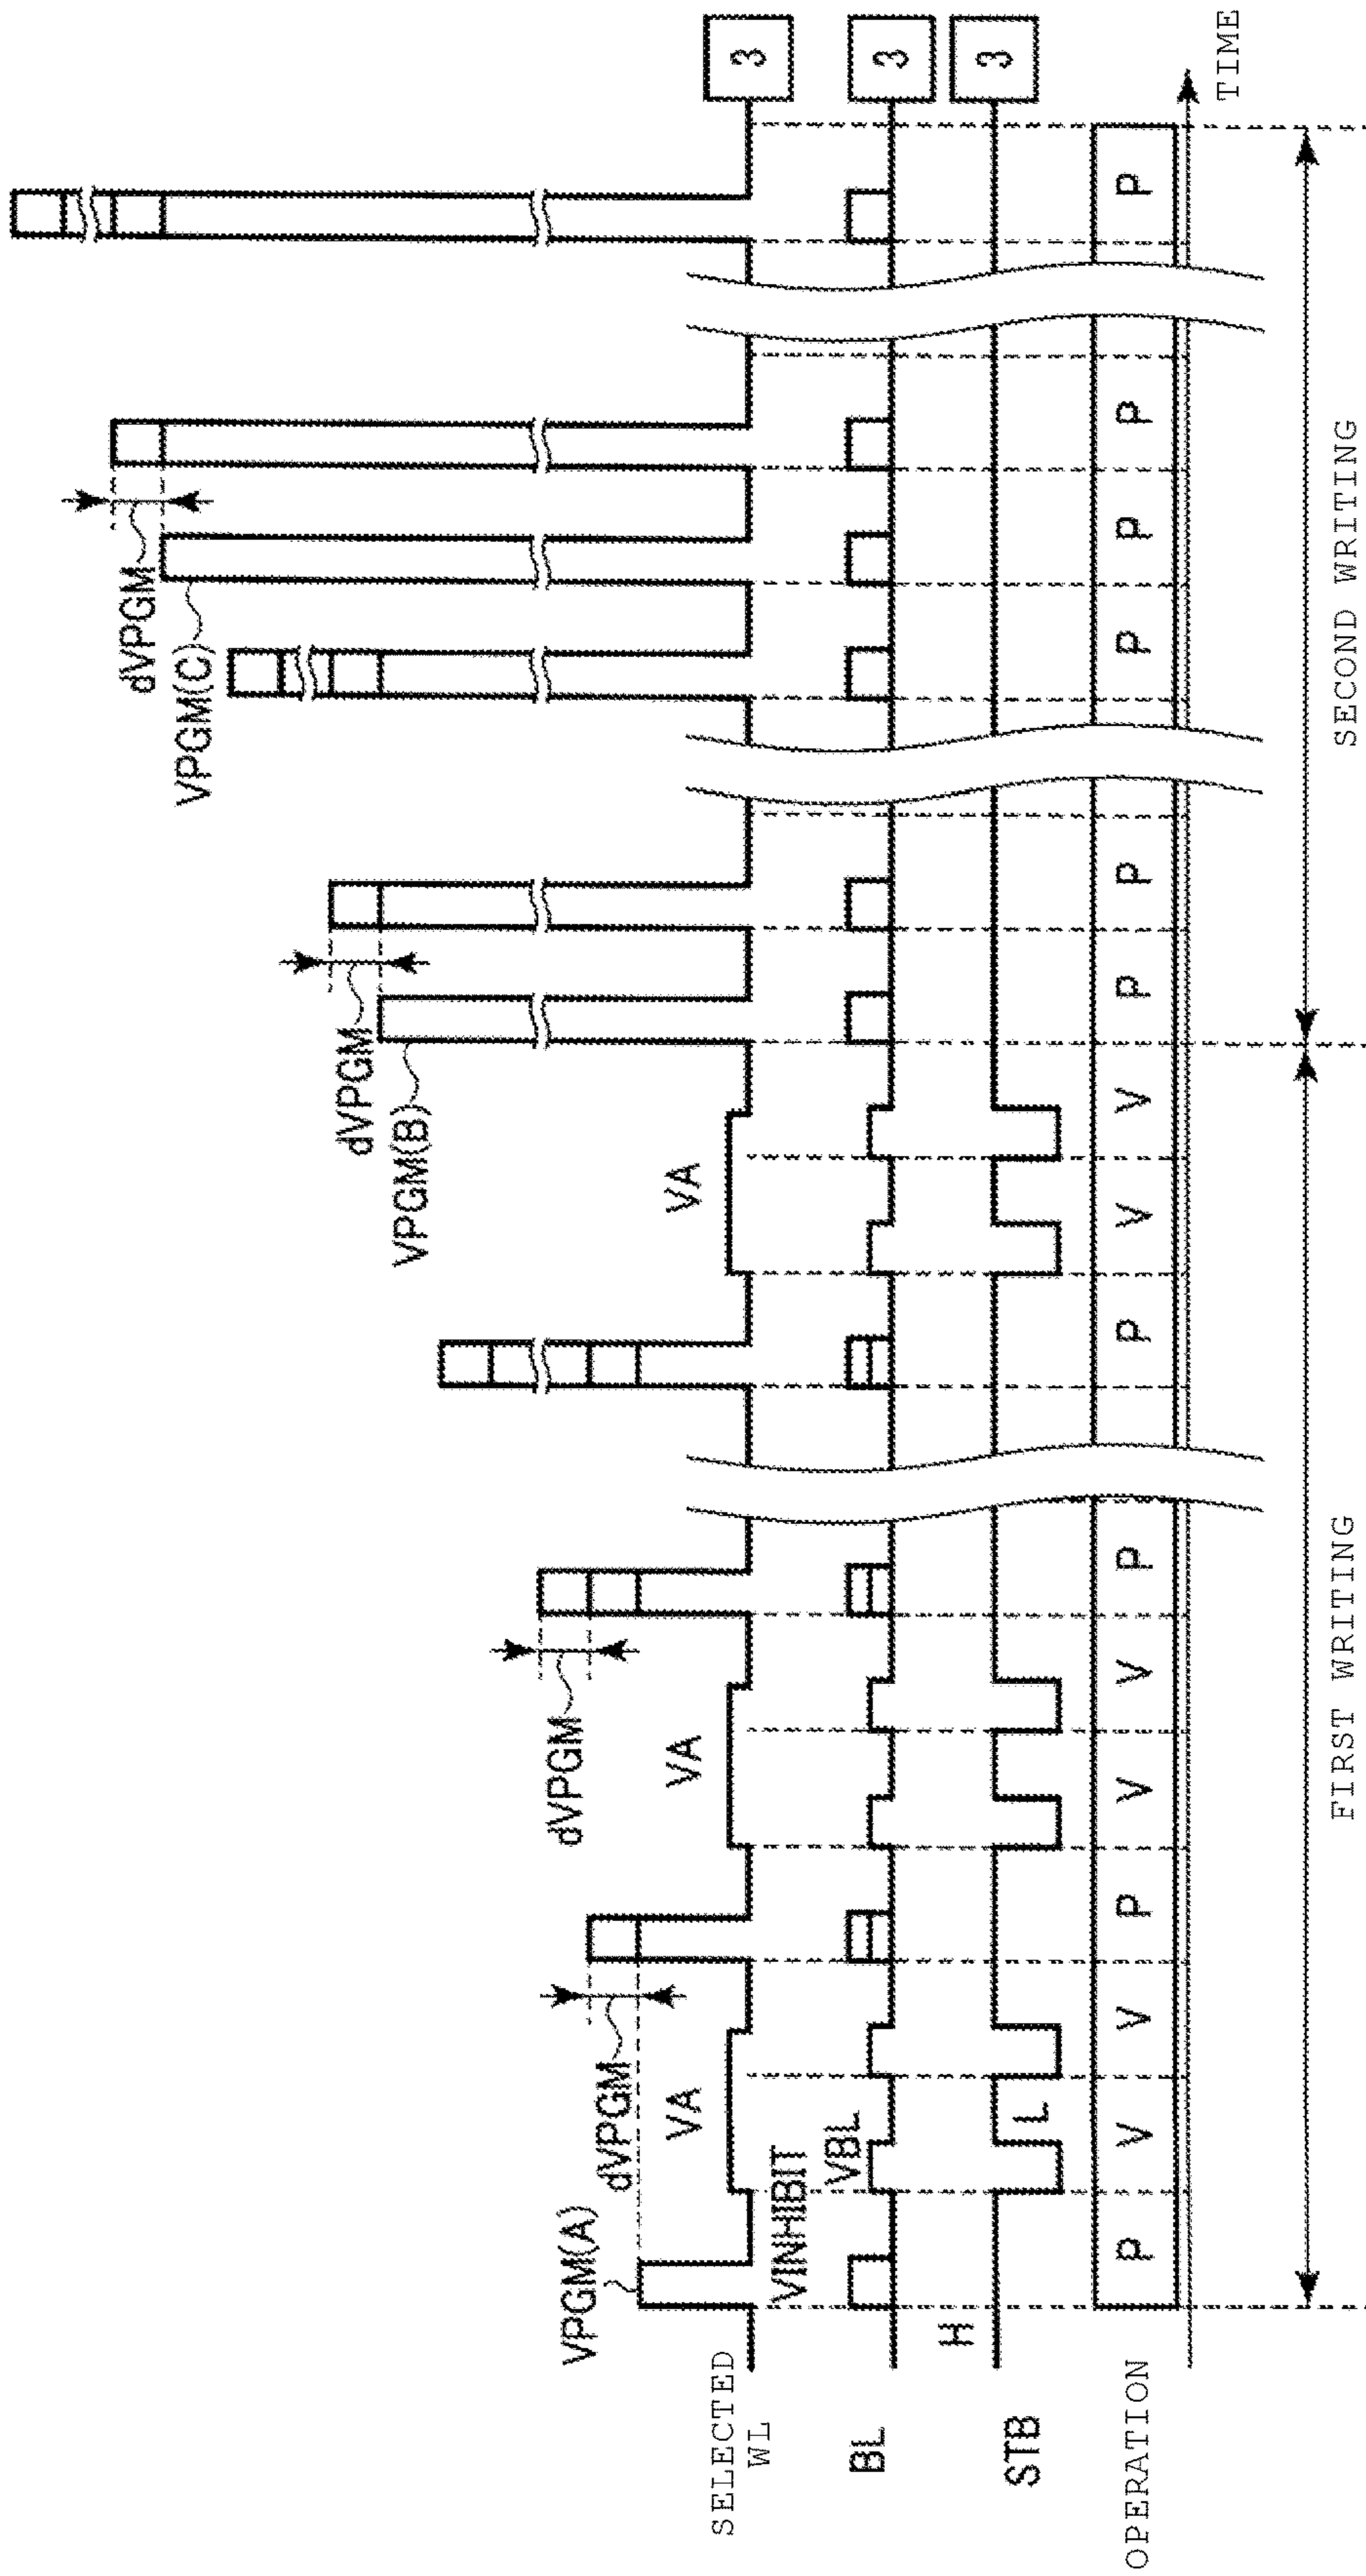 dVPGM
VPGM(C)
dVPGM
VPGM(B)
dVPGM
dVPGM
VPGM(A)
VA
VA
VA
SELECTED
WL
3
VINHIBIT
VBL
BL
3
H
L
STB
3
OPERATION
P V V P V V P P V V P P P P P P
TIME
FIRST WRITING
SECOND WRITING